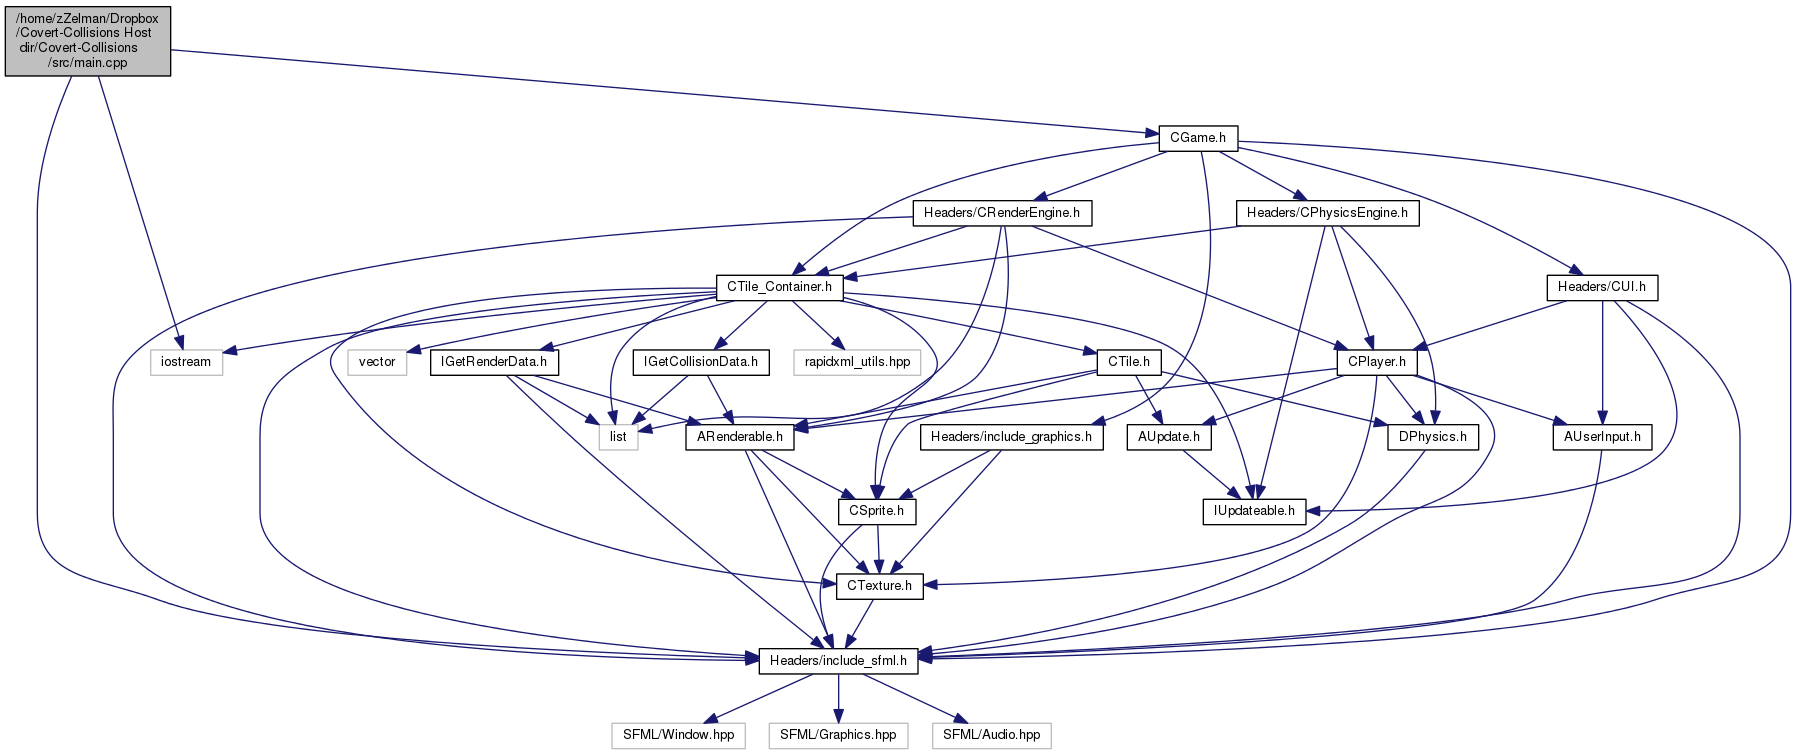 /home/zZelman/Dropbox
/Covert-Collisions Host
dir/Covert-Collisions
/src/main.cpp
CGame.h
Headers/CRenderEngine.h
Headers/CPhysicsEngine.h
CTile_Container.h
Headers/CUI.h
iostream
vector
IGetRenderData.h
IGetCollisionData.h
rapidxml_utils.hpp
CTile.h
CPlayer.h
list
ARenderable.h
Headers/include_graphics.h
AUpdate.h
DPhysics.h
AUserInput.h
CSprite.h
IUpdateable.h
CTexture.h
Headers/include_sfml.h
SFML/Window.hpp
SFML/Graphics.hpp
SFML/Audio.hpp